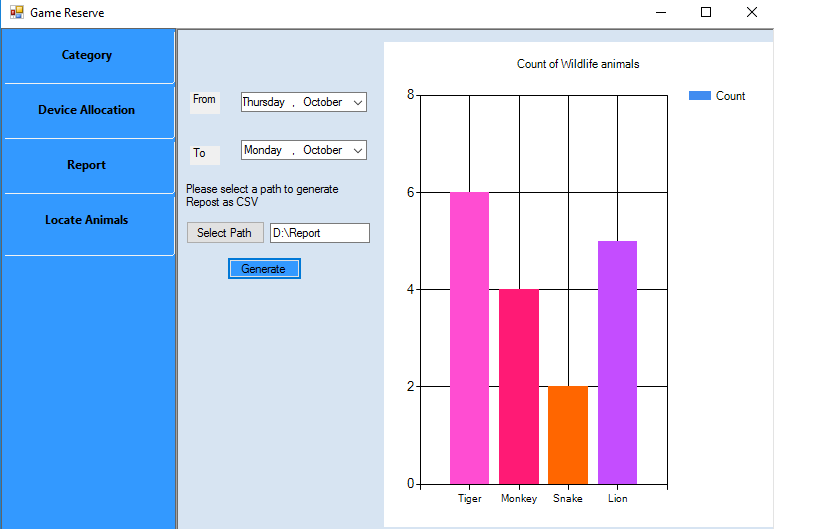 Game Reserve
Category
Device Allocation
Report
Locate Animals
From
Thursday , October
To
Monday , October
Please select a path to generate
Repost as CSV
Select Path
D:\Report
Generate
Count of Wildlife animals
Count
8
6
4
2
0
Tiger Monkey Snake Lion